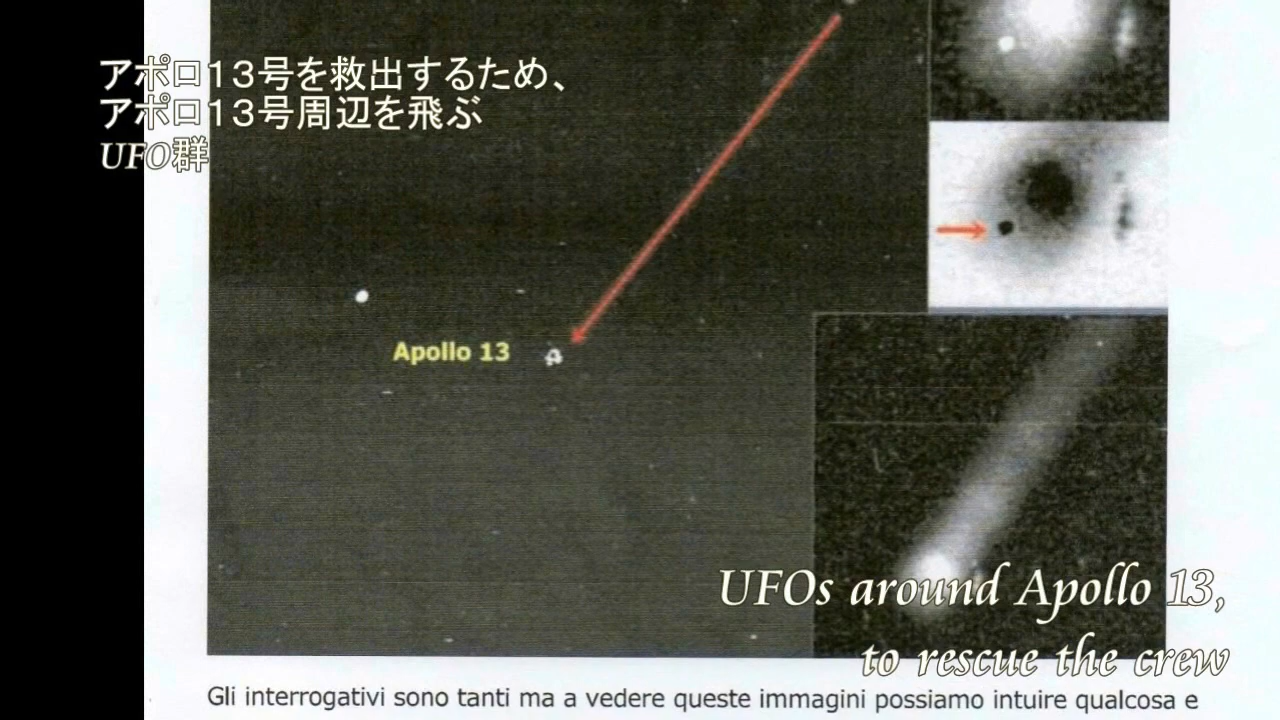 アポロ１３号を救出するため、
アポロ１３号周辺を飛ぶ
UFO群
Apollo 13
UFOs around Apollo 13,
to rescue the crew
Gli interrogativi sono tanti ma a vedere queste immagini possiamo intuire qualcosa e